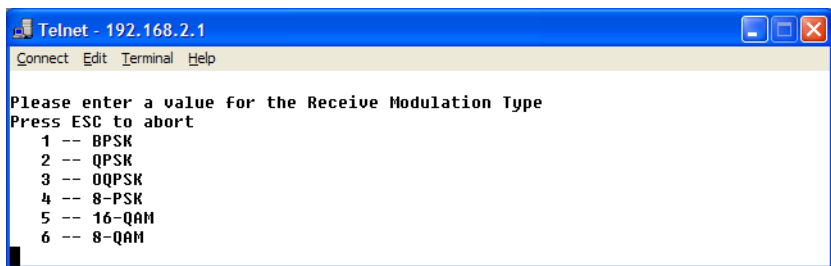 Telnet - 192.168.2.1
Connect Edit Terminal Help
Please enter a value for the Receive Modulation Type
Press ESC to abort
1 -- BPSK
2 -- QPSK
3 -- OQPSK
4 -- 8-PSK
5 -- 16-QAM
6 -- 8-QAM